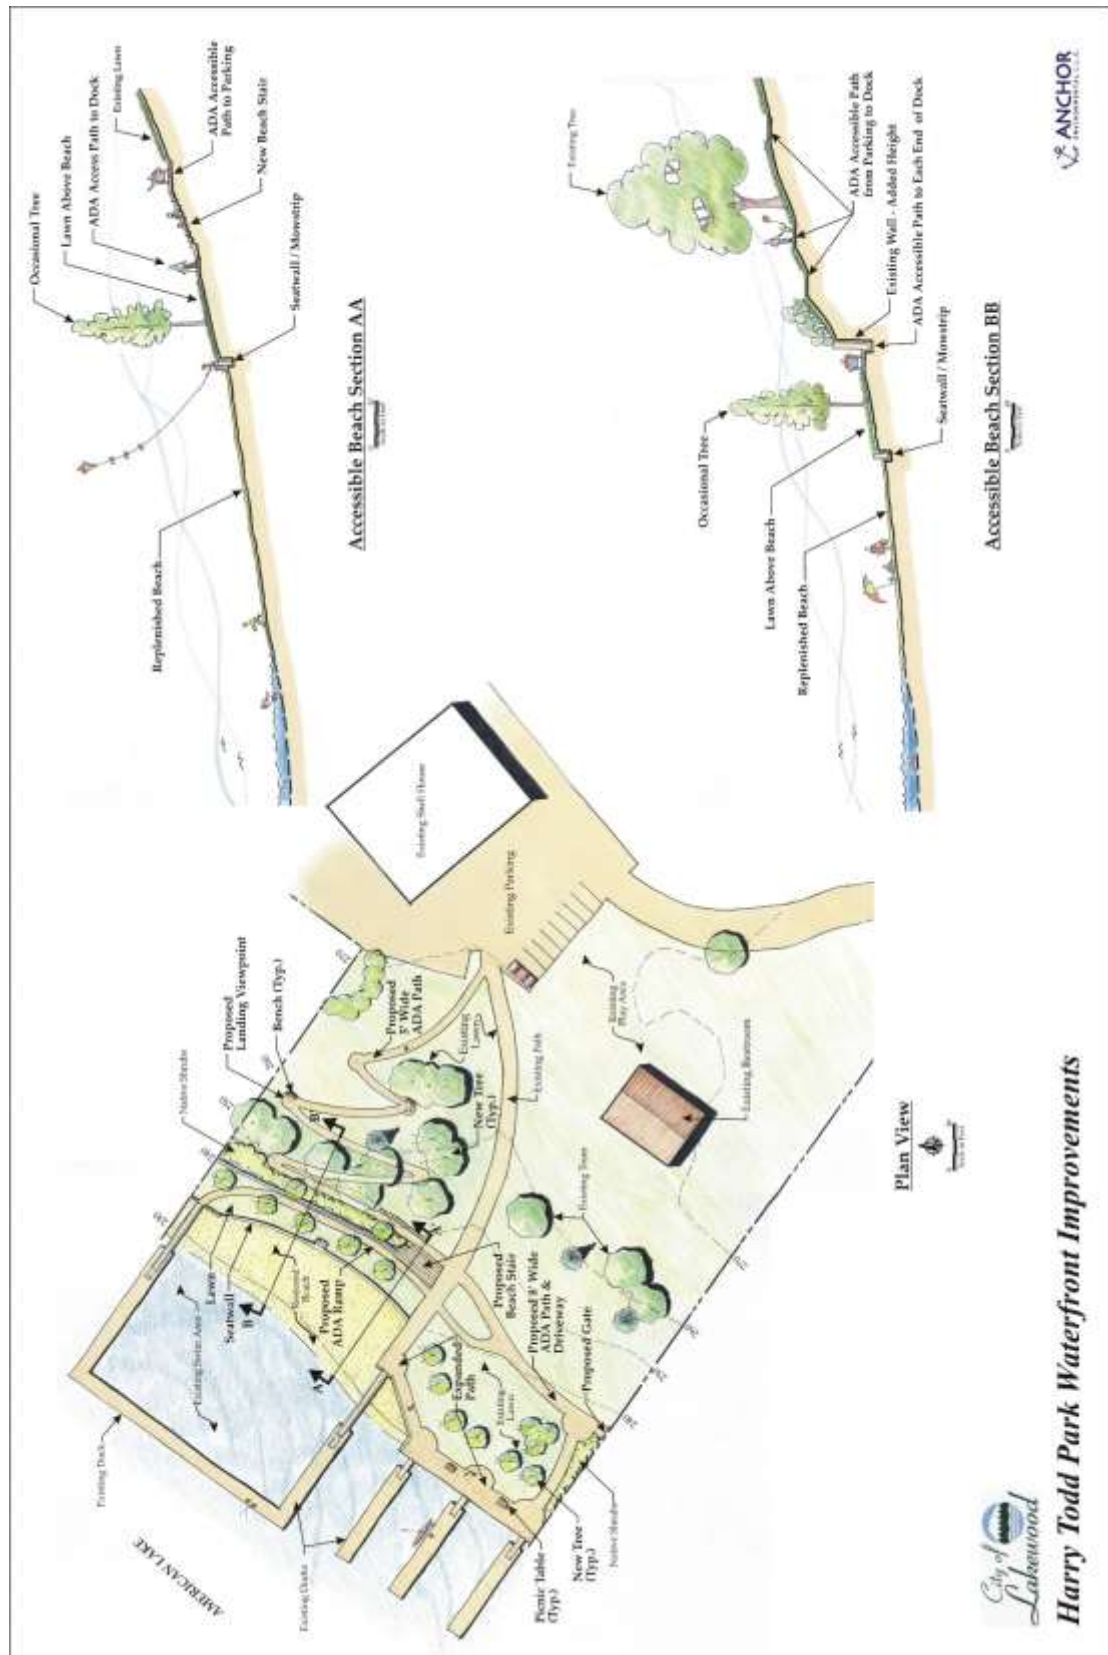 AMERICAN LAKE
Existing Dock
Existing Swim Area
Existing Docks
Lawn
Seatwall
B
Beach
Proposed
ADA Ramp
A
Native Shrubs
Proposed
Landing Viewpoint
Bench (Typ.)
B'
Proposed
5' Wide
ADA Path
Existing
Lawn
New Tree
(Typ.)
Existing Path
Existing Parking
Existing Shell House
Existing
Play Area
Existing Restroom
Existing Trees
Proposed
Beach Stair
Proposed 8' Wide
ADA Path &
Driveway
Proposed Gate
Expanded
Path
Existing
Lawn
Picnic Table
(Typ.)
New Tree
(Typ.)
Native Shrubs
Plan View
Occasional Tree
Lawn Above Beach
ADA Access Path to Dock
Existing Lawn
ADA Accessible
Path to Parking
New Beach Stair
Seatwall / Mowstrip
Replenished Beach
Accessible Beach Section AA
Existing Tree
Occasional Tree
Lawn Above Beach
Replenished Beach
ADA Accessible Path
from Parking to Dock
Existing Wall - Added Height
ADA Accessible Path to Each End of Dock
Seatwall / Mowstrip
Accessible Beach Section BB
City of
Lakewood
Harry Todd Park Waterfront Improvements
ANCHOR